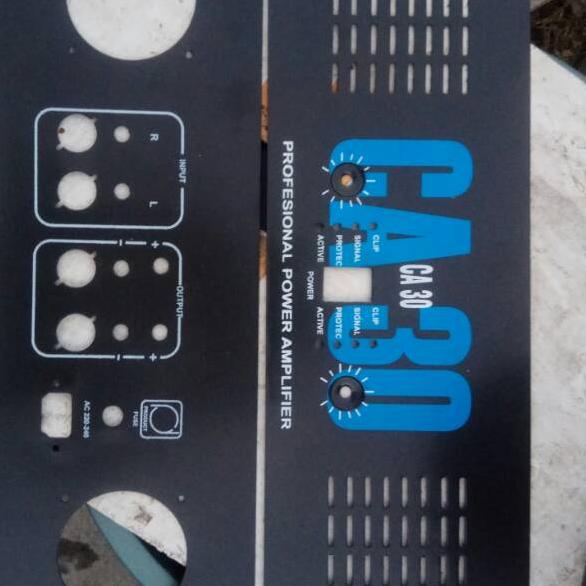 CA 30
CA 30
PROFESIONAL POWER AMPLIFIER
CLIP
SIGNAL
PROTEC
ACTIVE
POWER
CLIP
SIGNAL
PROTEC
ACTIVE
R
L
INPUT
- +
OUTPUT
- +
AC 220-240
PRODUCT
FUSE